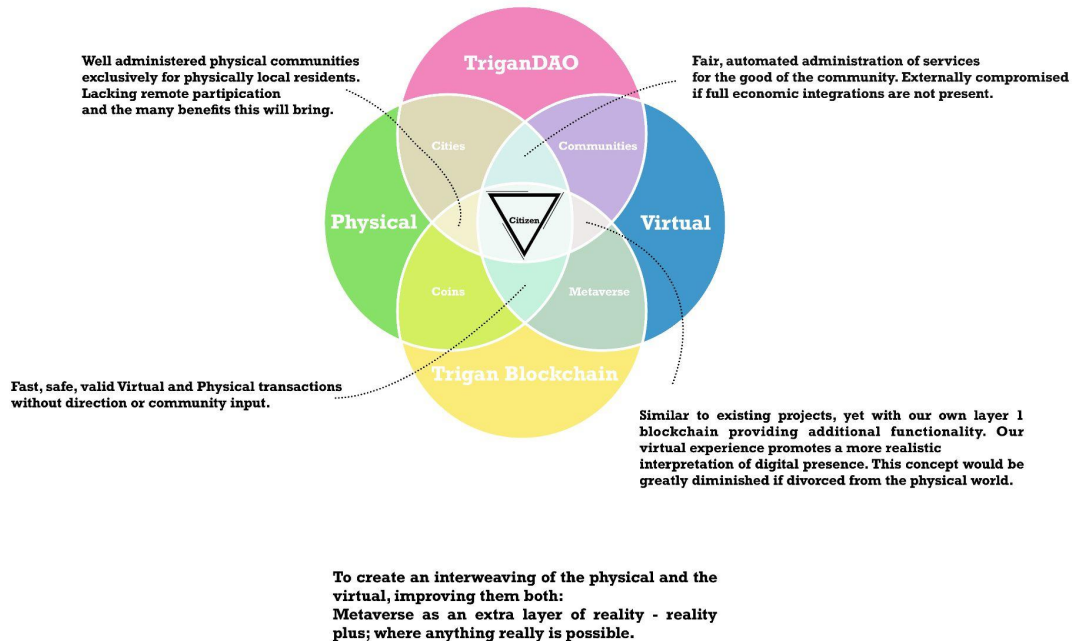 TriganDAO
Well administered physical communities
exclusively for physically local residents.
Lacking remote partipication
and the many benefits this will bring.
Fair, automated administration of services
for the good of the community. Externally compromised
if full economic integrations are not present.
Cities
Communities
Physical
Citizen
Virtual
Coins
Metaverse
Trigan Blockchain
Fast, safe, valid Virtual and Physical transactions
without direction or community input.
Similar to existing projects, yet with our own layer 1
blockchain providing additional functionality. Our
virtual experience promotes a more realistic
interpretation of digital presence. This concept would be
greatly diminished if divorced from the physical world.
To create an interweaving of the physical and the
virtual, improving them both:
Metaverse as an extra layer of reality - reality
plus; where anything really is possible.